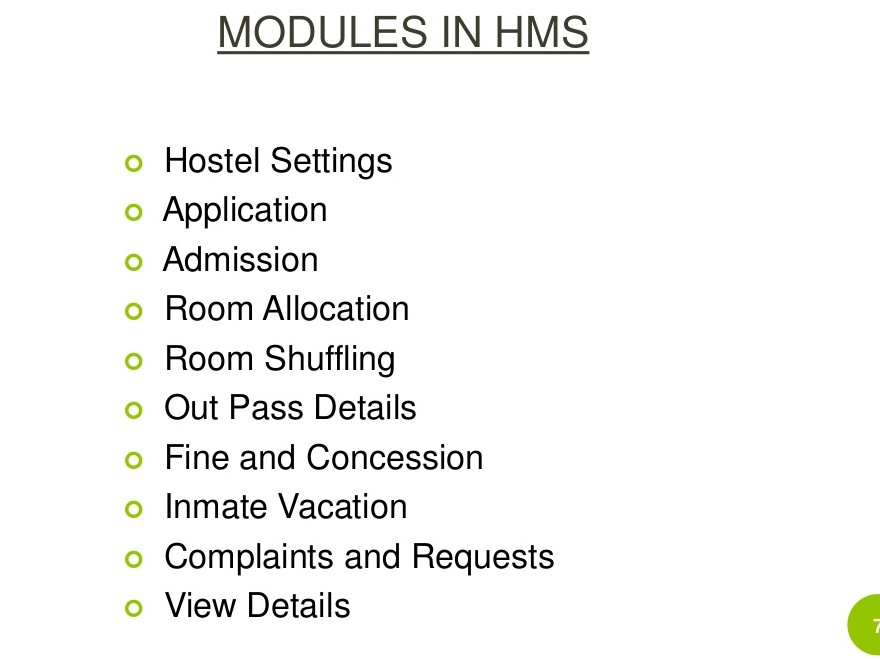 MODULES IN HMS
Hostel Settings
Application
Admission
Room Allocation
Room Shuffling
Out Pass Details
Fine and Concession
Inmate Vacation
Complaints and Requests
View Details
7